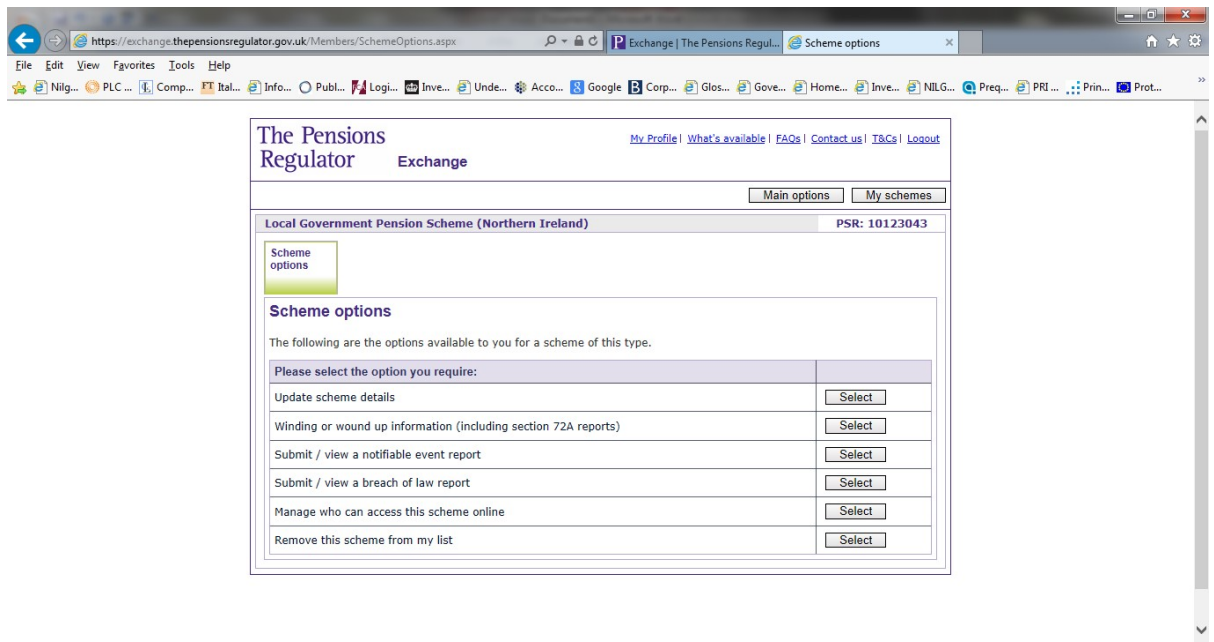 https://exchange.thepensionsregulator.gov.uk/Members/SchemeOptions.aspx
Exchange | The Pensions Regul...
Scheme options
File Edit View Favorites Tools Help
Nilg... PLC ... Comp... Ital... Info... Publ... Logi... Inve... Unde... Acco... Google Corp... Glos... Gove... Home... Inve... NILG... Preq... PRI ... Prin... Prot...
The Pensions
Regulator Exchange
My Profile | What's available | FAQs | Contact us | T&Cs | Logout
Main options My schemes
Local Government Pension Scheme (Northern Ireland) PSR: 10123043
Scheme
options
Scheme options
The following are the options available to you for a scheme of this type.
Please select the option you require:
Update scheme details Select
Winding or wound up information (including section 72A reports) Select
Submit / view a notifiable event report Select
Submit / view a breach of law report Select
Manage who can access this scheme online Select
Remove this scheme from my list Select